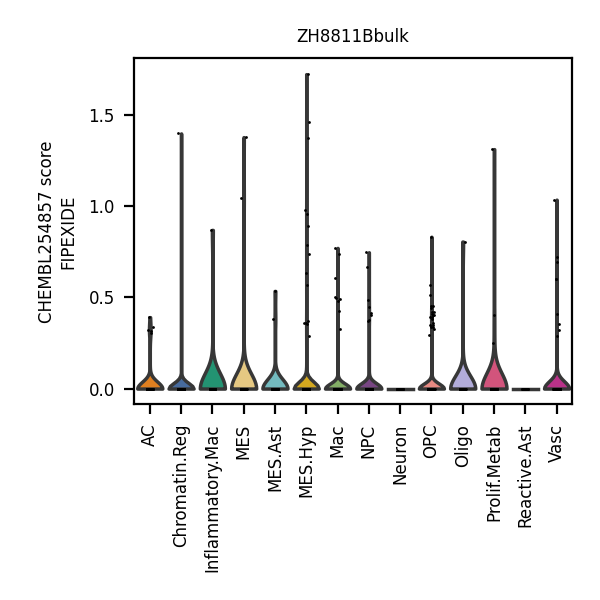 ZH8811Bbulk
CHEMBL254857 score
FIPEXIDE
1.5
1.0
0.5
0.0
AC
Chromatin.Reg
Inflammatory.Mac
MES
MES.Ast
MES.Hyp
Mac
NPC
Neuron
OPC
Oligo
Prolif.Metab
Reactive.Ast
Vasc